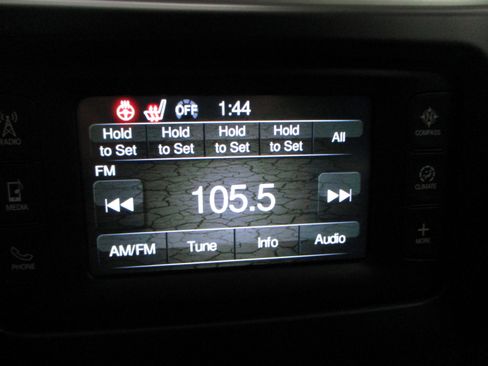 OFF 1:44
Hold to Set Hold to Set Hold to Set Hold to Set All
FM
105.5
AM/FM Tune Info Audio
RADIO
MEDIA
PHONE
COMPASS
CLIMATE
MORE